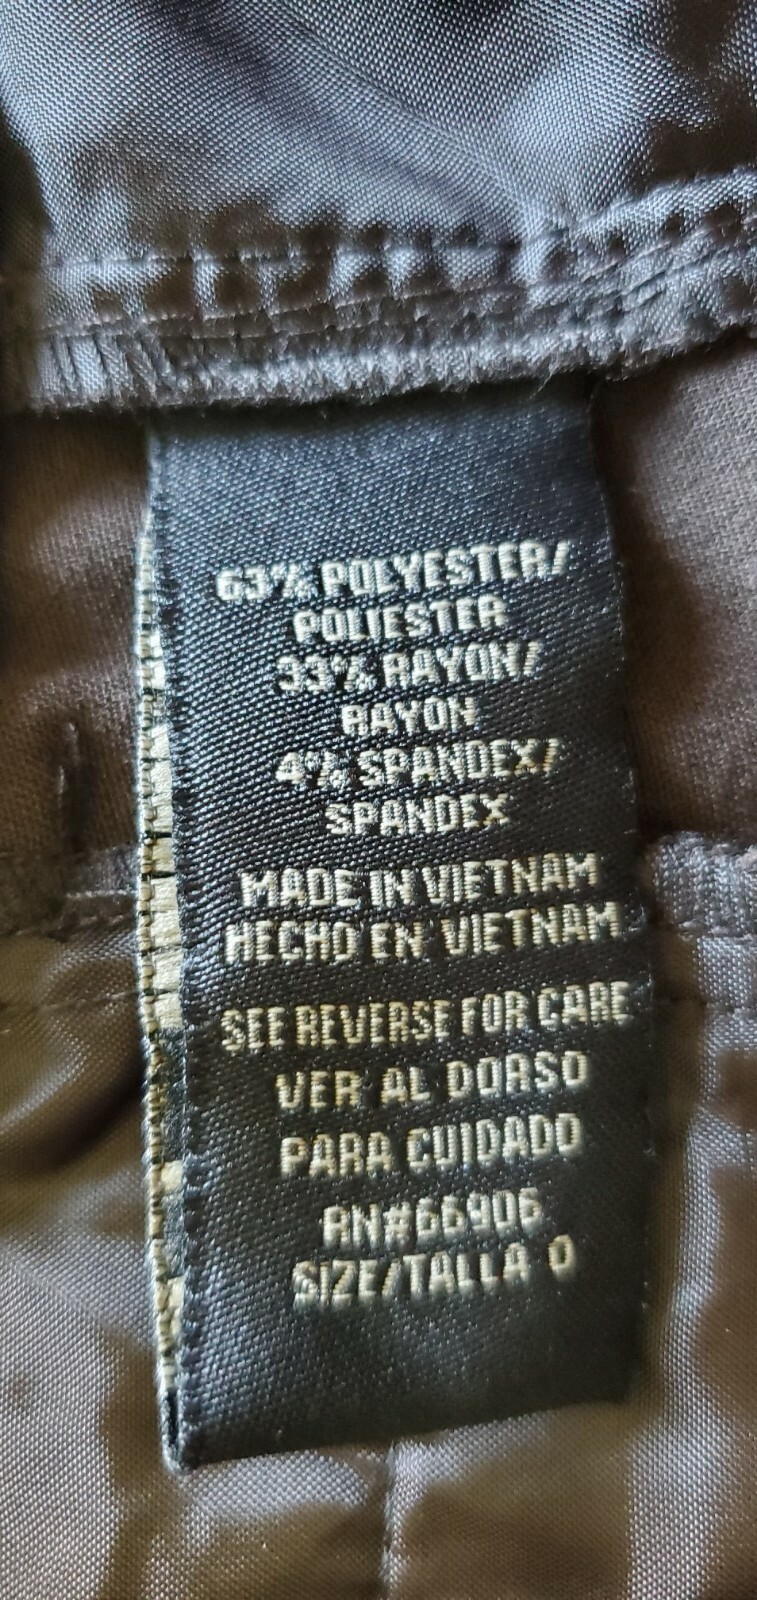 63% POLYESTER/
POLIESTER
33% RAYON/
RAYON
4% SPANDEX/
SPANDEX
MADE IN VIETNAM
HECHO EN VIETNAM
SEE REVERSE FOR CARE
VER AL DORSO
PARA CUIDADO
RN#66906
SIZE/TALLA 0